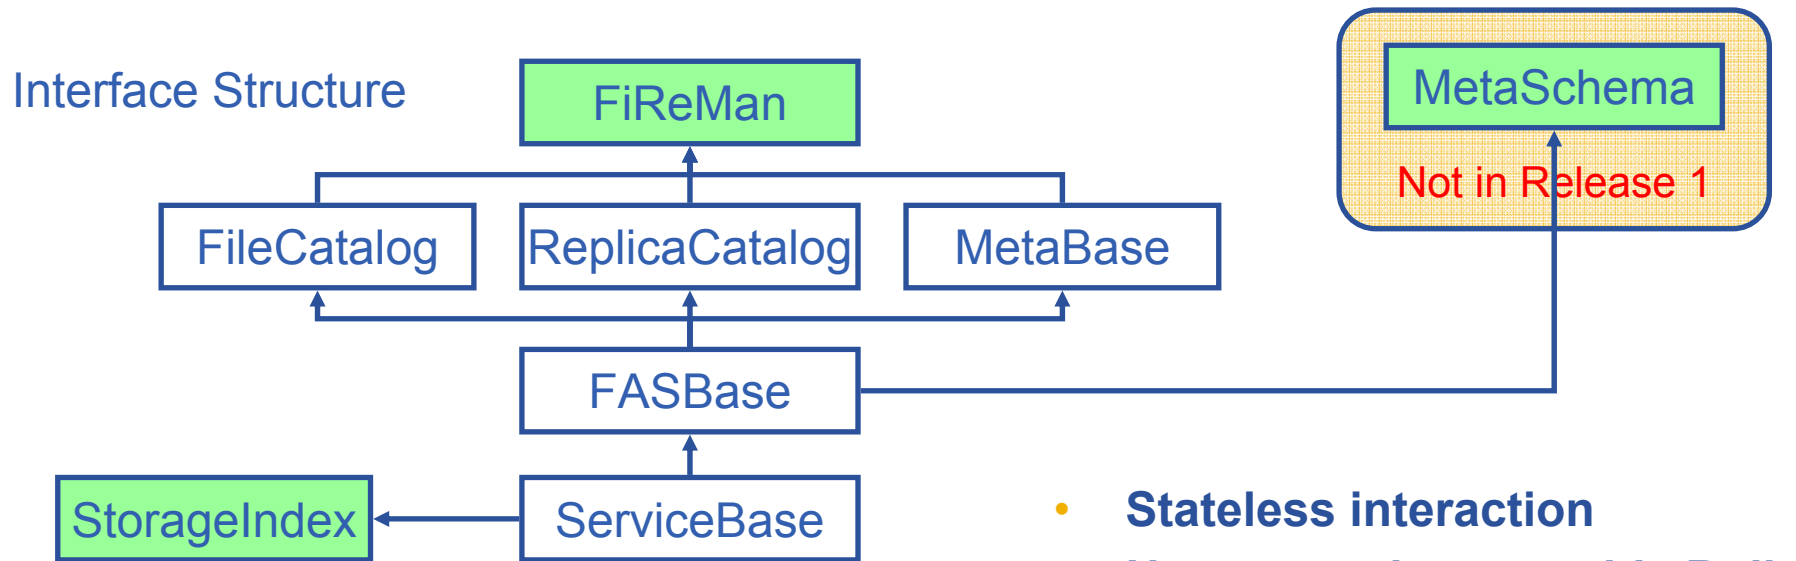 Interface Structure
FiReMan
MetaSchema
Not in Release 1
FileCatalog
ReplicaCatalog
MetaBase
FASBase
StorageIndex
ServiceBase
• Stateless interaction